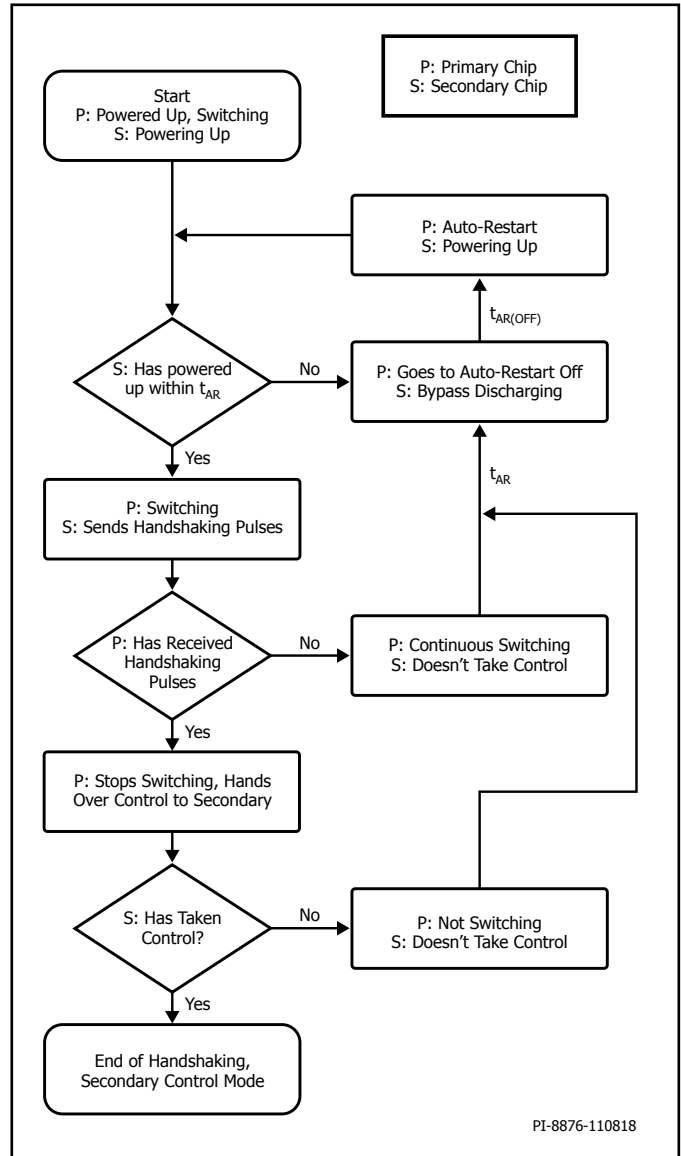 P: Primary Chip
S: Secondary Chip
Start
P: Powered Up, Switching
S: Powering Up
P: Auto-Restart
S: Powering Up
tAR(OFF)
S: Has powered
up within tAR
No
P: Goes to Auto-Restart Off
S: Bypass Discharging
Yes
tAR
P: Switching
S: Sends Handshaking Pulses
P: Has Received
Handshaking
Pulses
No
P: Continuous Switching
S: Doesn't Take Control
Yes
P: Stops Switching, Hands
Over Control to Secondary
S: Has Taken
Control?
No
P: Not Switching
S: Doesn't Take Control
Yes
End of Handshaking,
Secondary Control Mode
PI-8876-110818